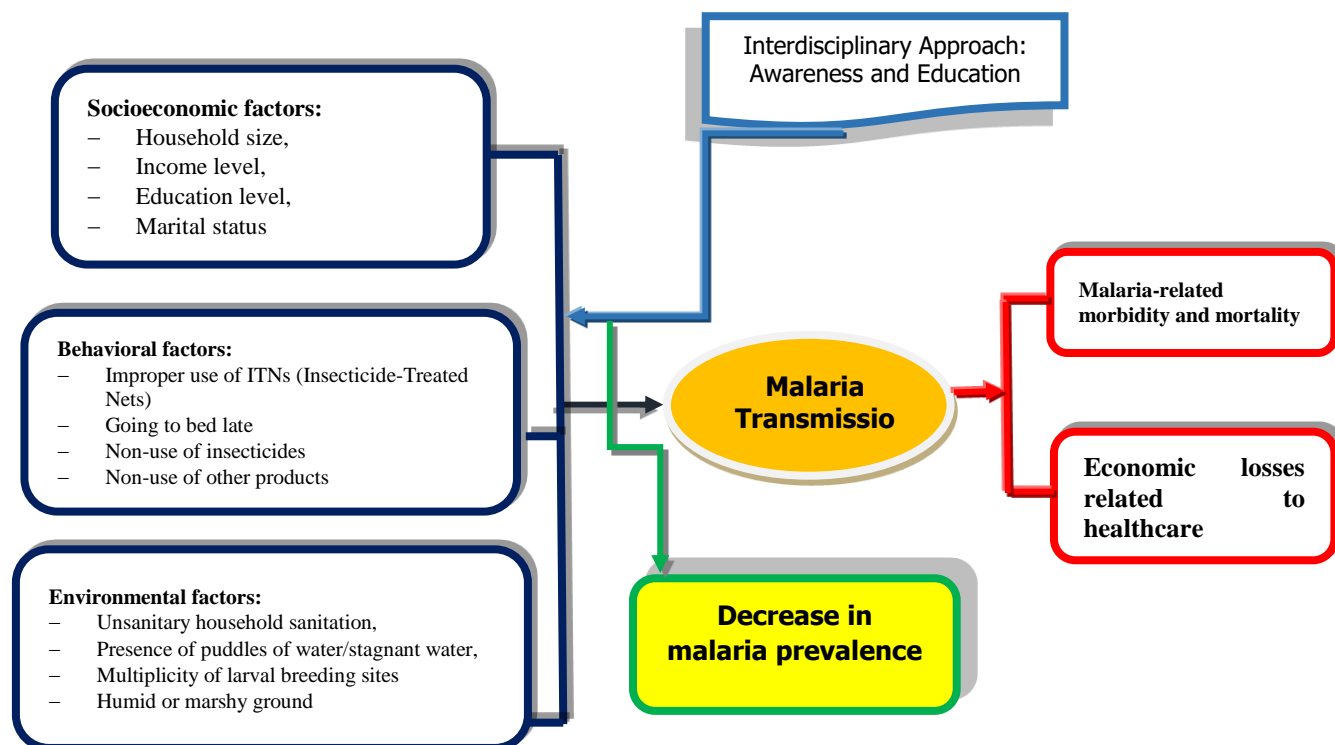 Interdisciplinary Approach:
Awareness and Education
Socioeconomic factors:
– Household size,
– Income level,
– Education level,
– Marital status
Behavioral factors:
– Improper use of ITNs (Insecticide-Treated
Nets)
– Going to bed late
– Non-use of insecticides
– Non-use of other products
Environmental factors:
– Unsanitary household sanitation,
– Presence of puddles of water/stagnant water,
– Multiplicity of larval breeding sites
– Humid or marshy ground
Malaria
Transmissio
Decrease in
malaria prevalence
Malaria-related
morbidity and mortality
Economic losses
related to
healthcare